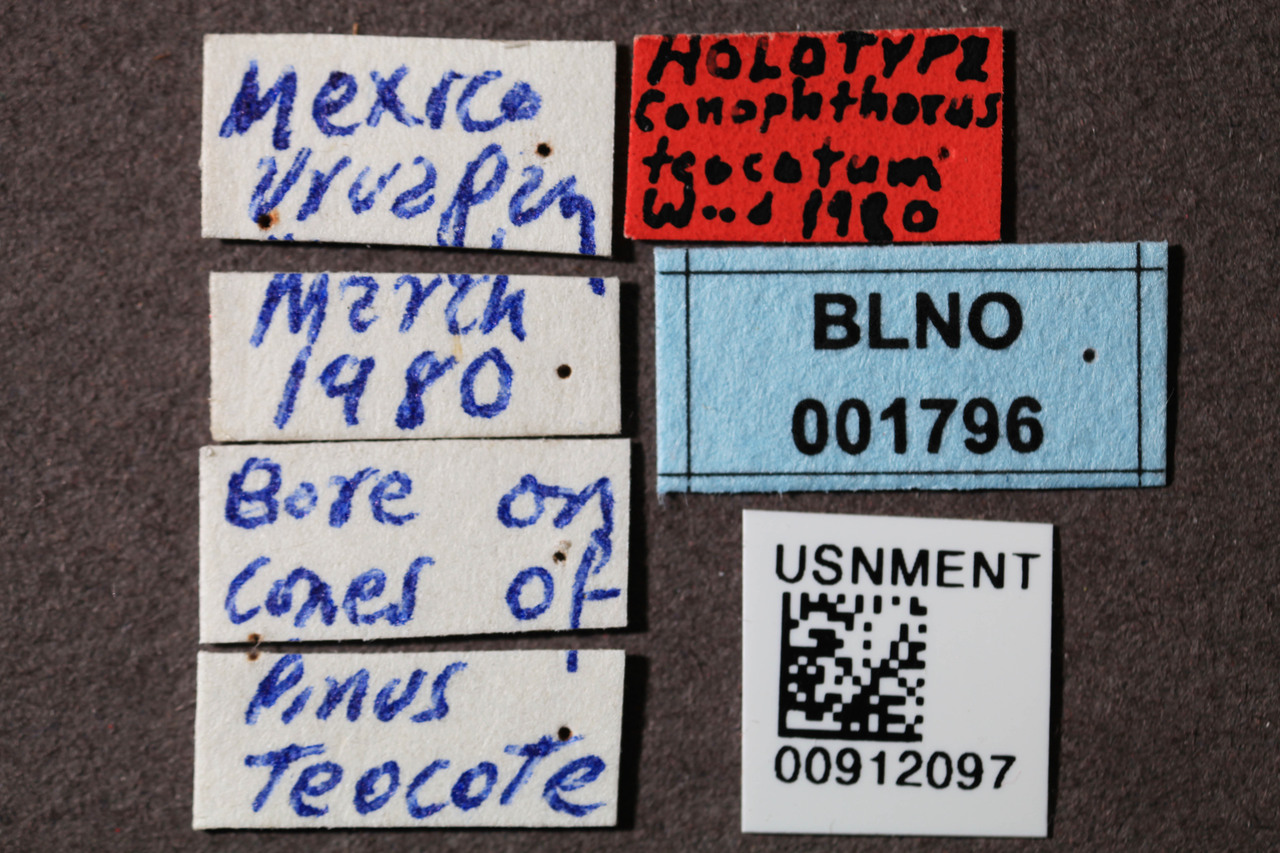 Mexico
Uruapan
March
1980
Bore on
cones of
Pinus
Teocote
HOLOTYPE
Conophthorus
teocotum
Wood 1980
BLNO
001796
USNMENT
00912097